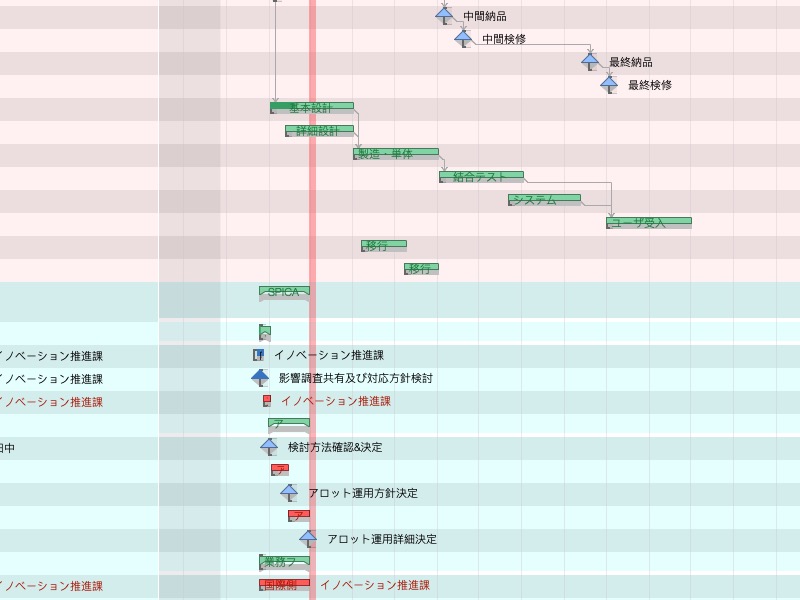 中間納品
中間検修
最終納品
最終検修
基本設計
詳細設計
製造・単体
結合テスト
システム
ユーザ受入
移行
移行
SPICA
イノベーション推進課 イノベーション推進課
イノベーション推進課 影響調査共有及び対応方針検討
イノベーション推進課 イノベーション推進課
ア
中 検討方法確認&決定
ア
アロット運用方針決定
ア
アロット運用詳細決定
業務フ
イノベーション推進課 国際側 イノベーション推進課